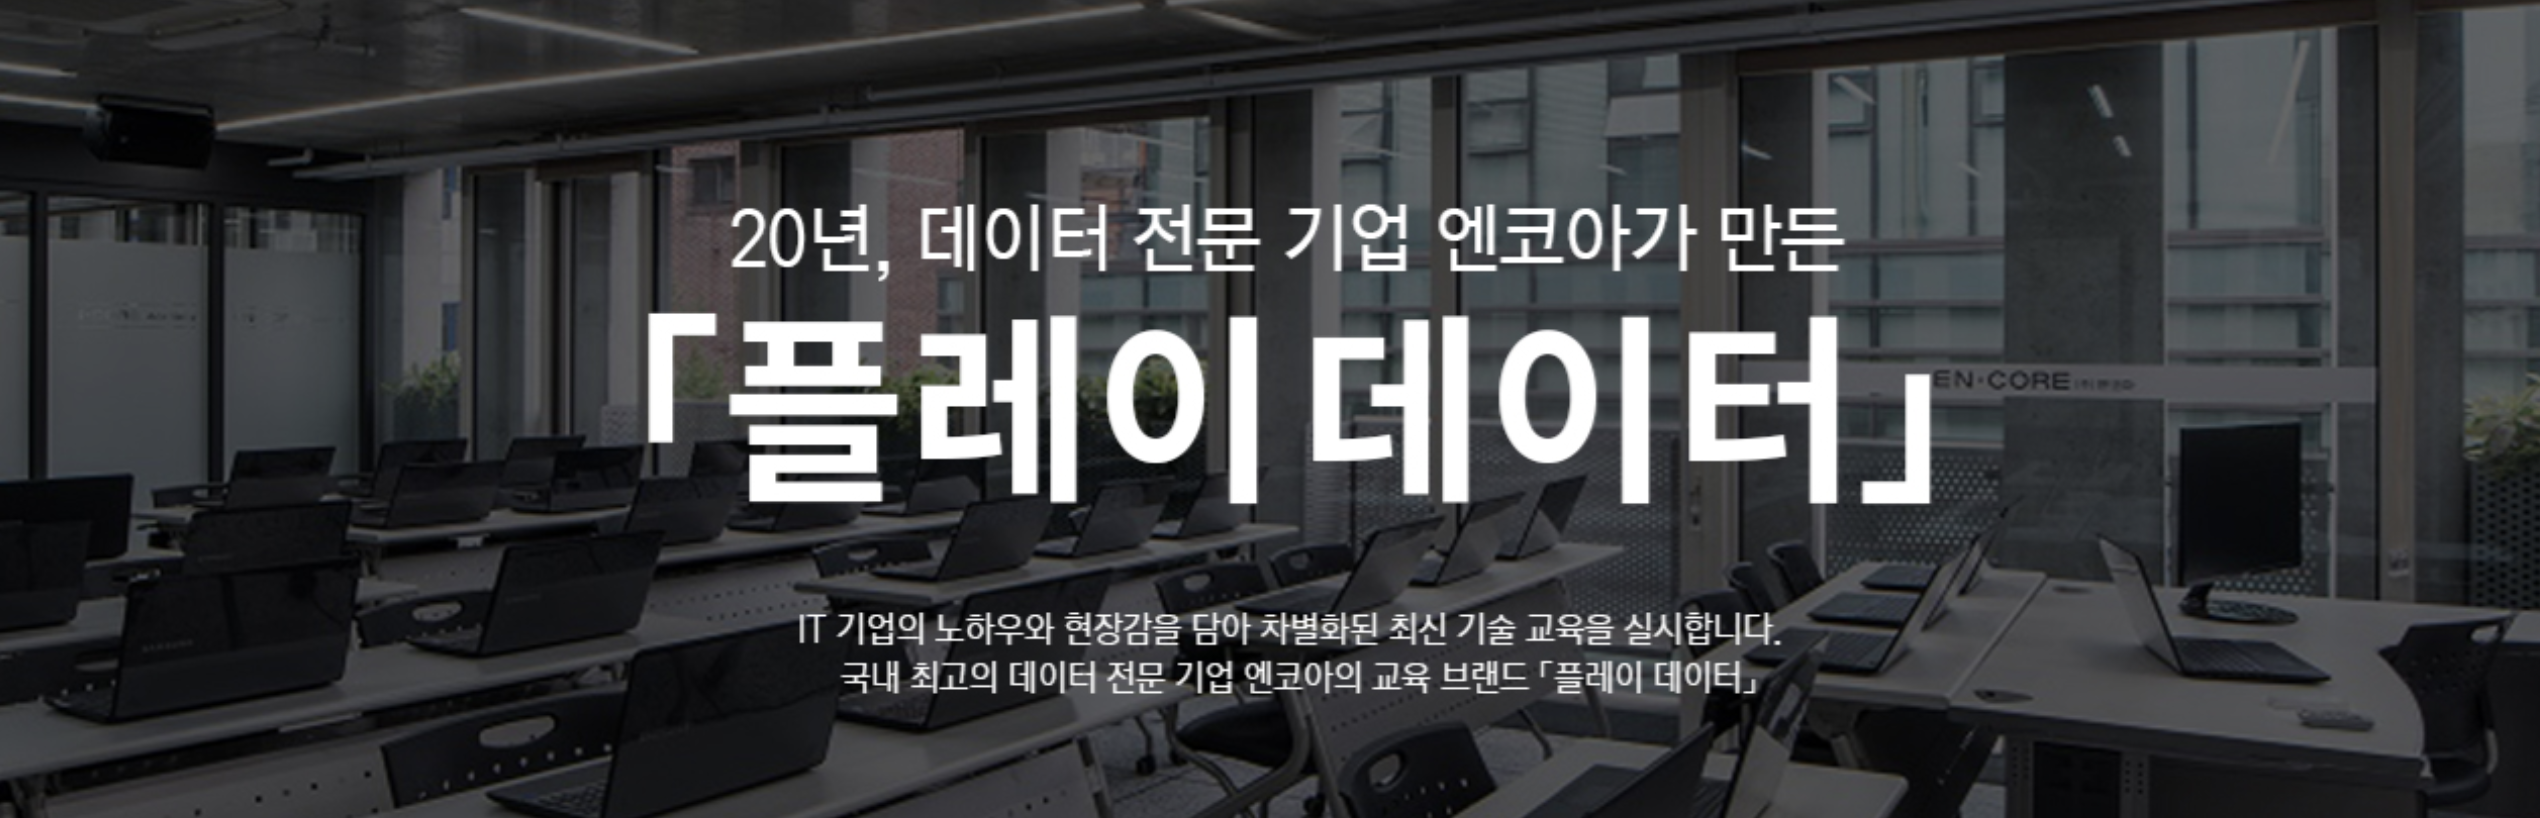 20년, 데이터 전문 기업 엔코아가 만든
「플레이 데이터」
EN·CORE
IT 기업의 노하우와 현장감을 담아 차별화된 최신 기술 교육을 실시합니다.
국내 최고의 데이터 전문 기업 엔코아의 교육 브랜드 「플레이 데이터」